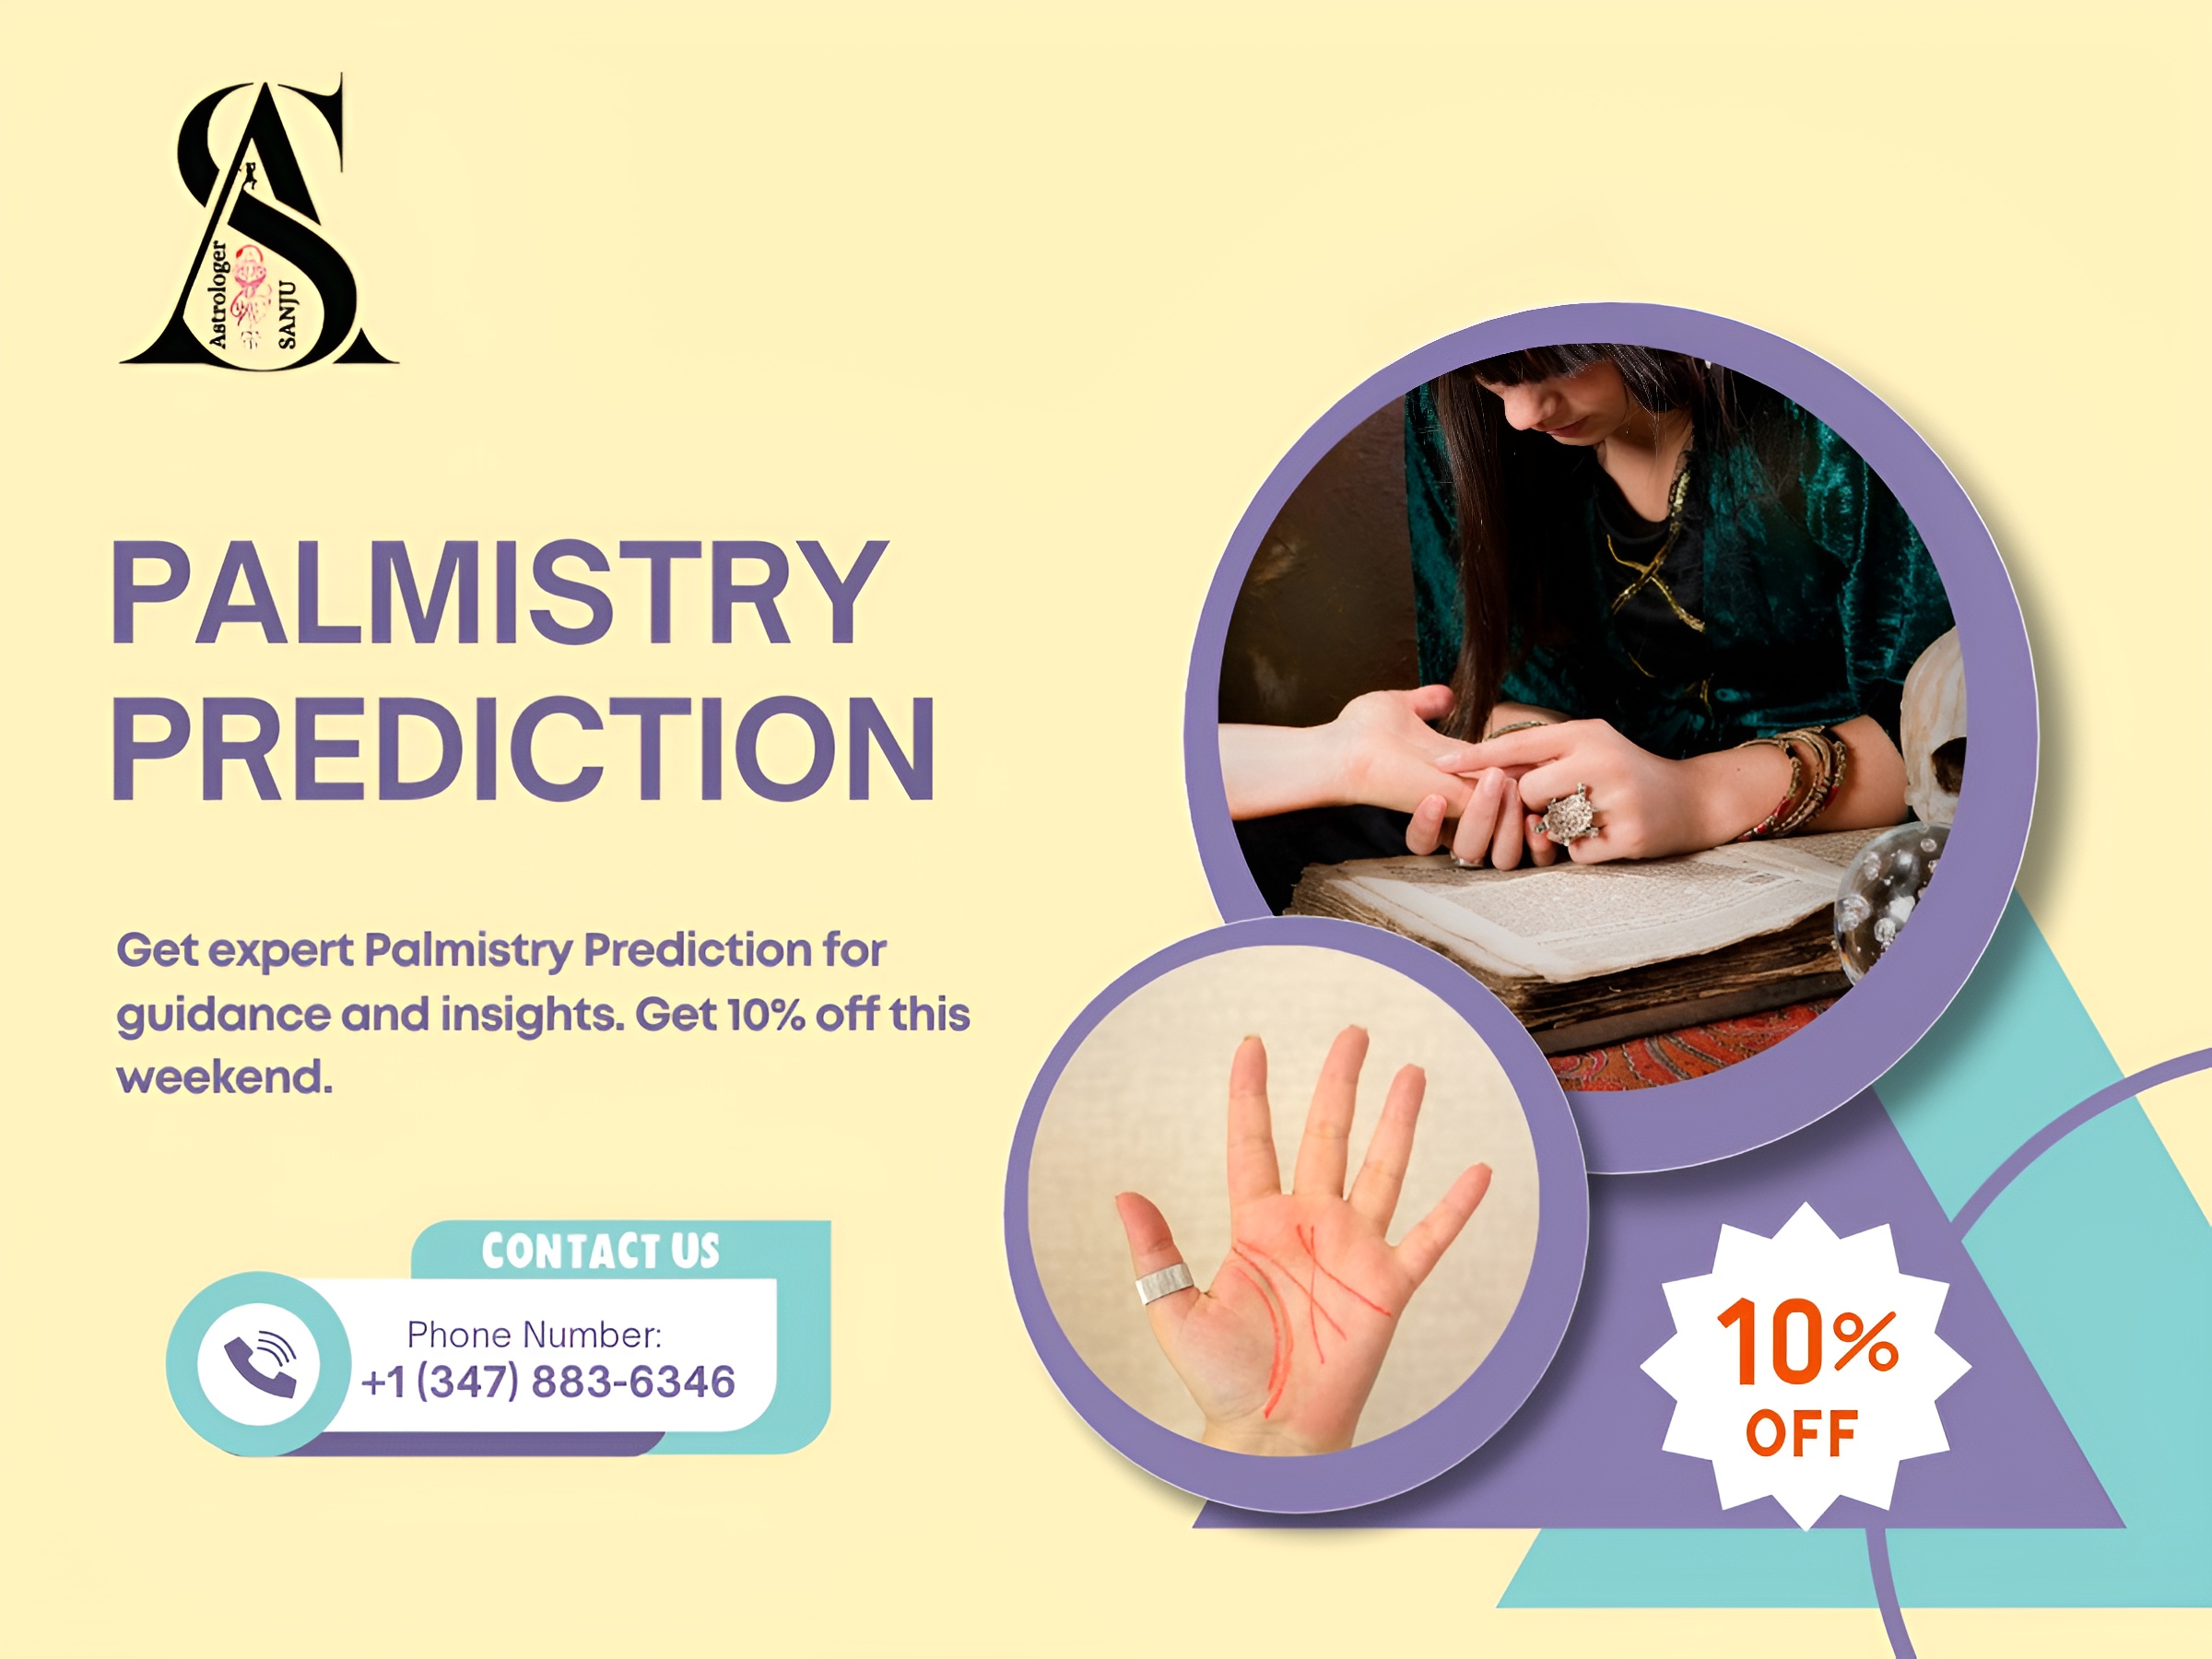 Astrologer
SANJU
PALMISTRY
PREDICTION
Get expert Palmistry Prediction for
guidance and insights. Get 10% off this
weekend.
CONTACT US
Phone Number:
+1 (347) 883-6346
10%
OFF